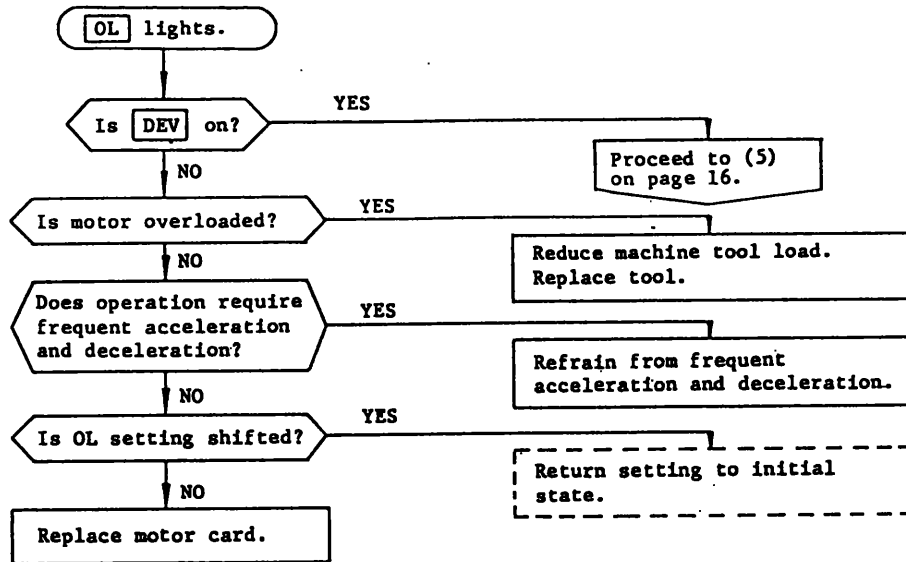 OL lights.
Is DEV on?
YES
Proceed to (5)
on page 16.
NO
Is motor overloaded?
YES
Reduce machine tool load.
Replace tool.
NO
Does operation require
frequent acceleration
and deceleration?
YES
Refrain from frequent
acceleration and deceleration.
NO
Is OL setting shifted?
YES
Return setting to initial
state.
NO
Replace motor card.